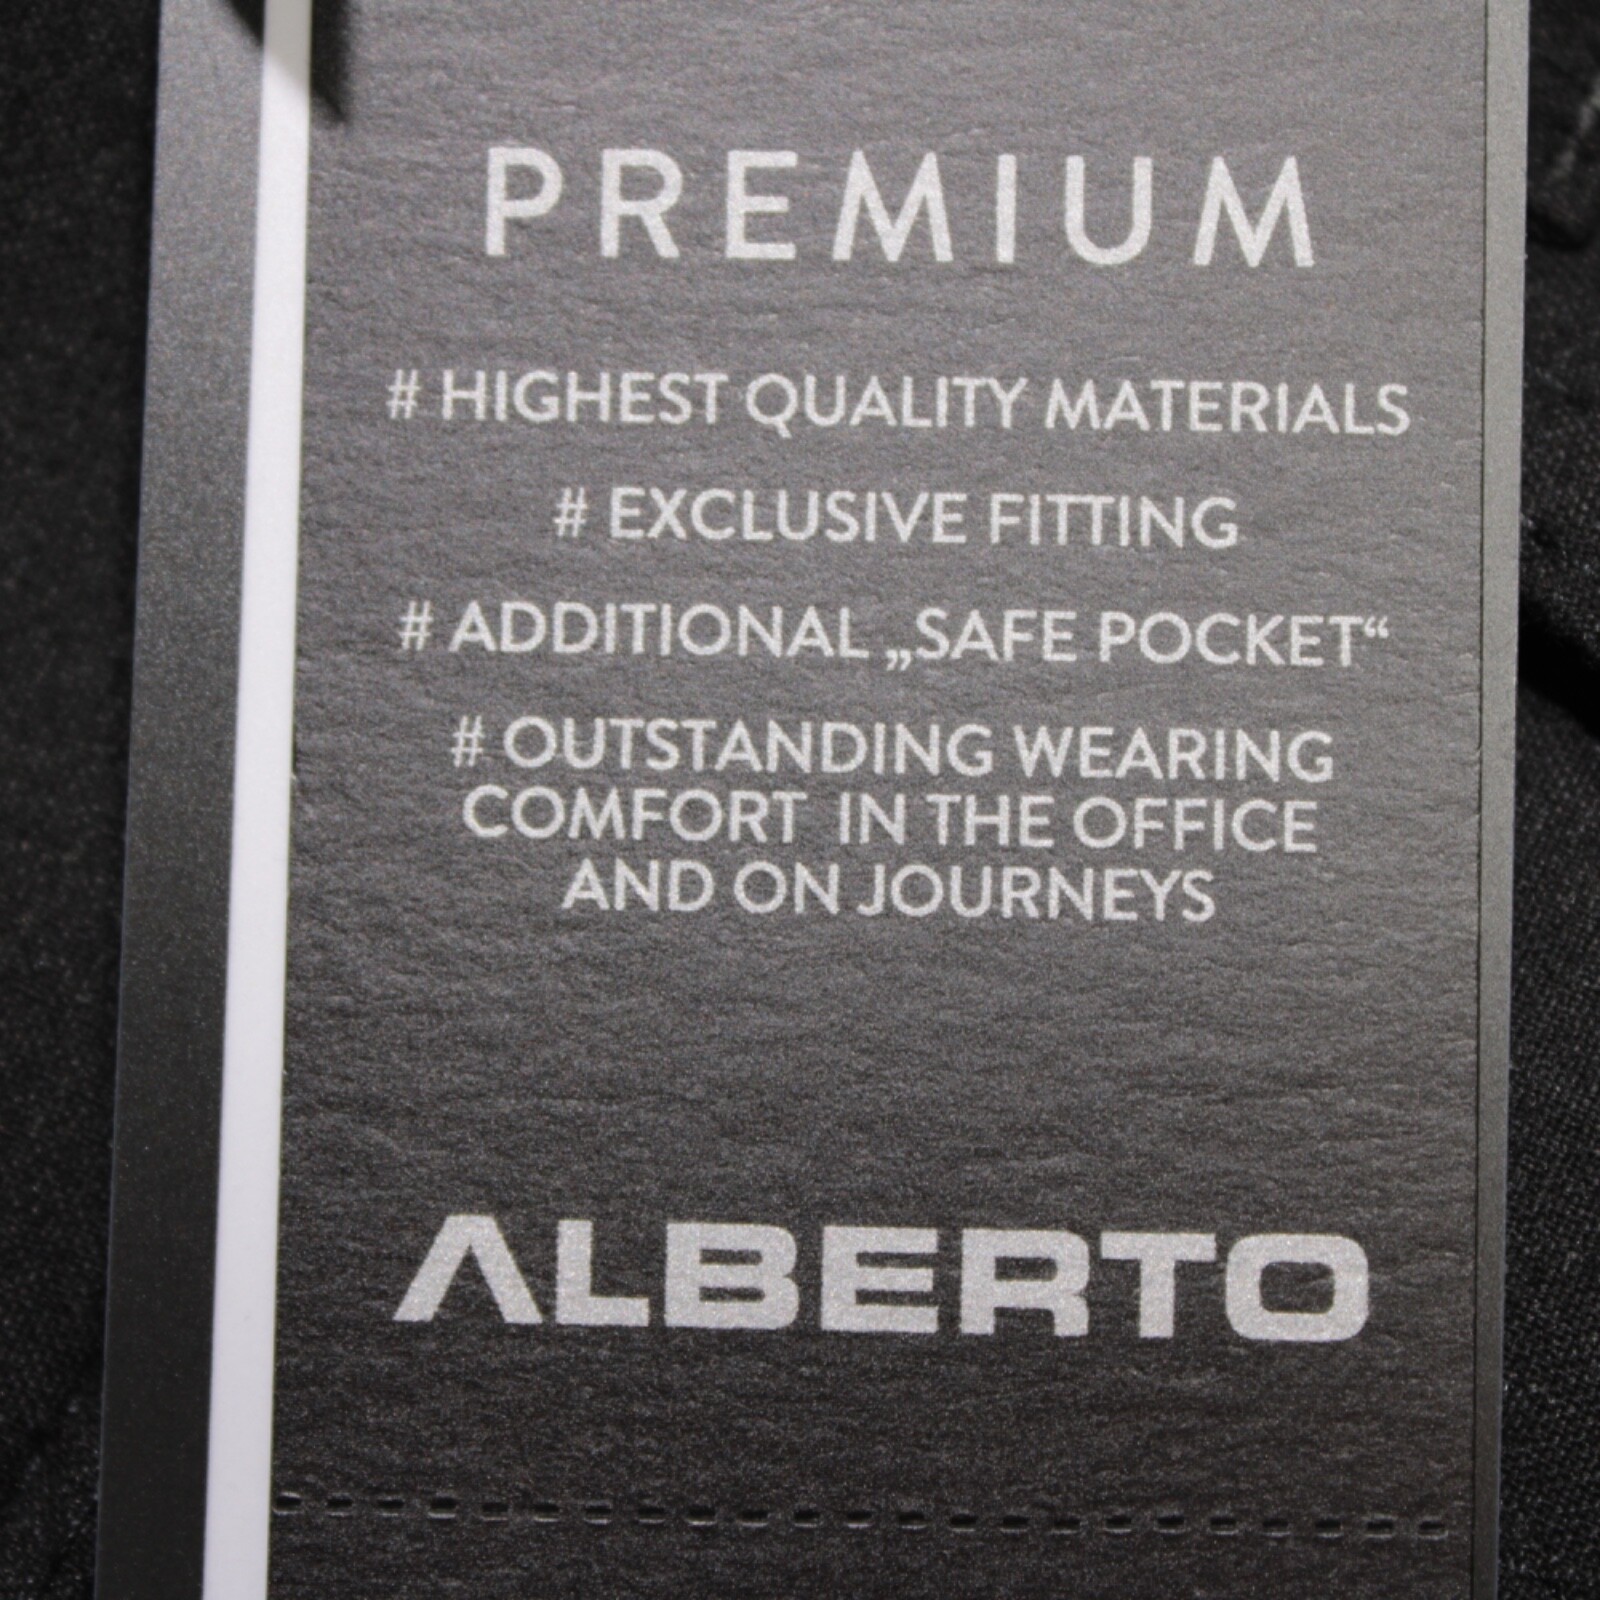 PREMIUM
# HIGHEST QUALITY MATERIALS
# EXCLUSIVE FITTING
# ADDITIONAL „SAFE POCKET“
# OUTSTANDING WEARING
COMFORT IN THE OFFICE
AND ON JOURNEYS
ALBERTO